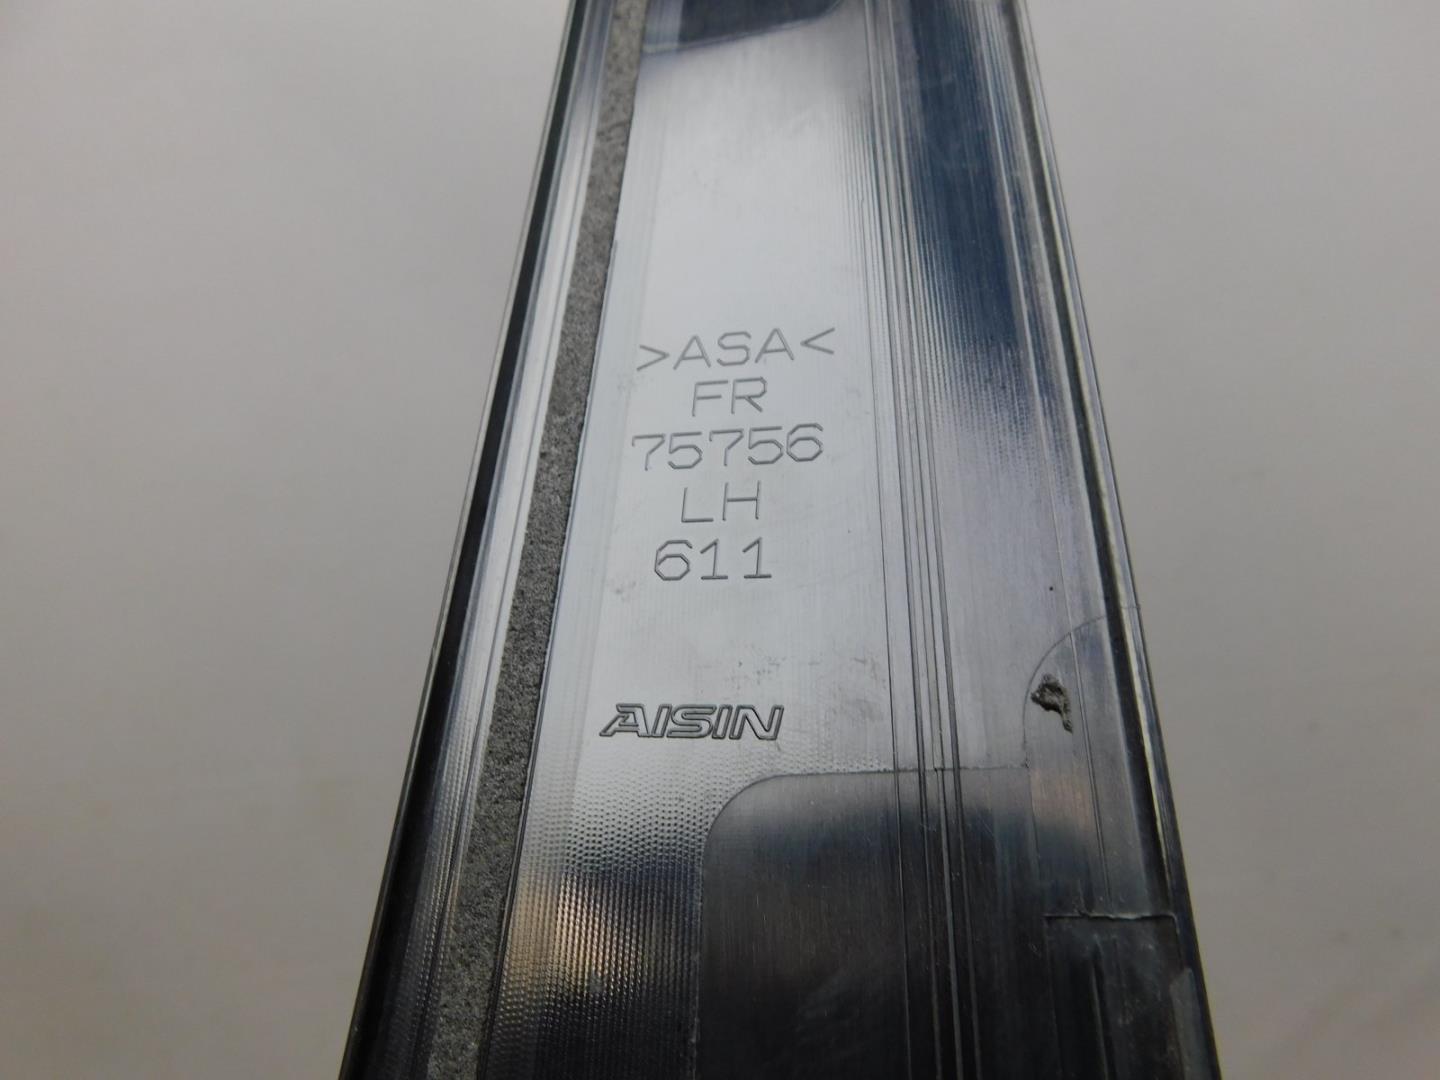 >ASA<
FR
75756
LH
611
AISIN